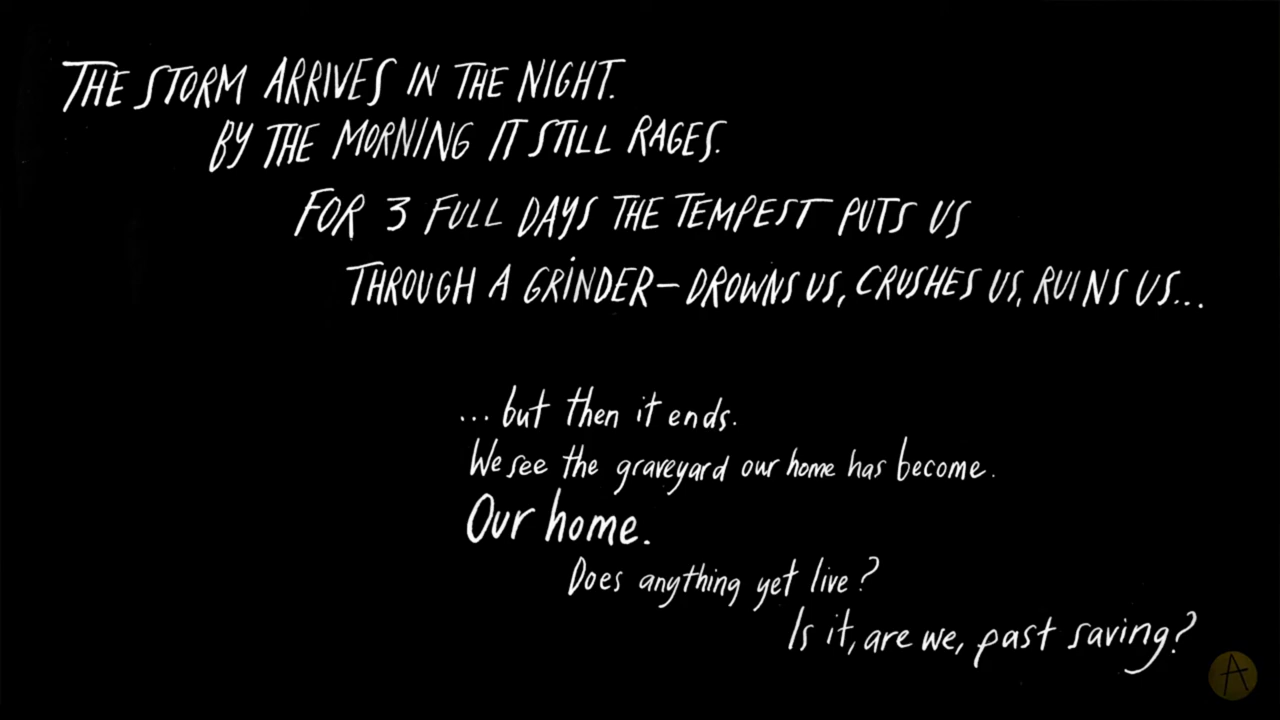 THE STORM ARRIVES IN THE NIGHT.
BY THE MORNING IT STILL RAGES.
FOR 3 FULL DAYS THE TEMPEST PUTS US
THROUGH A GRINDER—DROWNS US, CRUSHES US, RUINS US...
...but then it ends.
We see the graveyard our home has become.
Our home.
Does anything yet live?
Is it, are we, past saving?
A